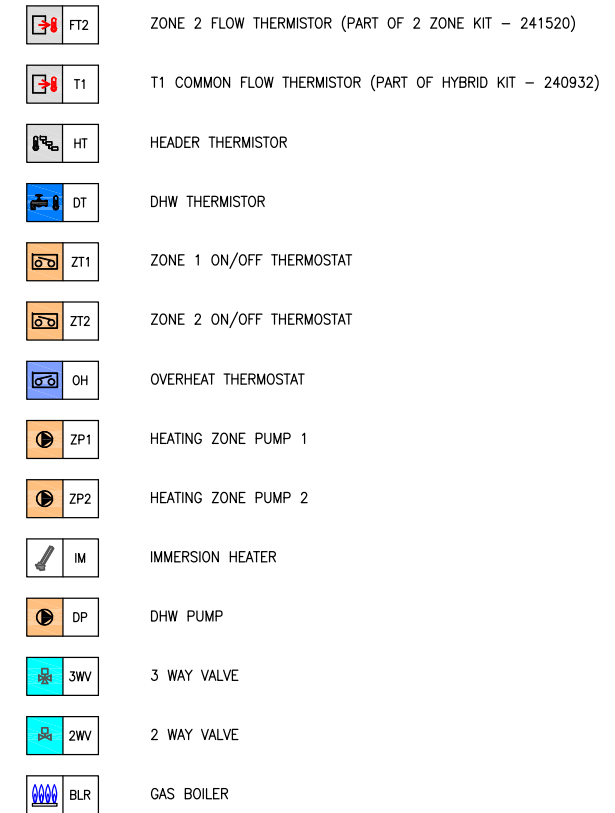 FT2 ZONE 2 FLOW THERMISTOR (PART OF 2 ZONE KIT – 241520)
T1 T1 COMMON FLOW THERMISTOR (PART OF HYBRID KIT – 240932)
HT HEADER THERMISTOR
DT DHW THERMISTOR
ZT1 ZONE 1 ON/OFF THERMOSTAT
ZT2 ZONE 2 ON/OFF THERMOSTAT
OH OVERHEAT THERMOSTAT
ZP1 HEATING ZONE PUMP 1
ZP2 HEATING ZONE PUMP 2
IM IMMERSION HEATER
DP DHW PUMP
3WV 3 WAY VALVE
2WV 2 WAY VALVE
BLR GAS BOILER